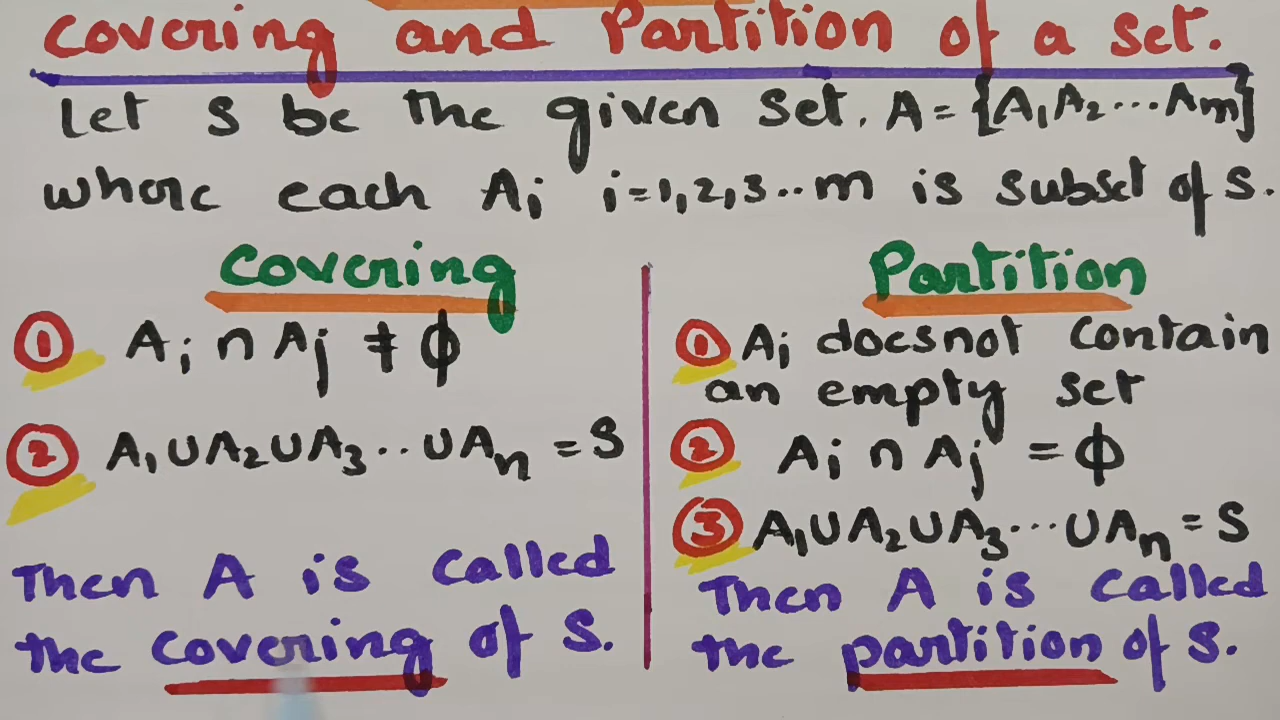 Covering and Partition of a set.
Let S be the given set. A = {A₁A₂...Am}
where each Ai i=1,2,3..m is subset of S.
Covering
① Ai ∩ Aj ≠ ϕ
② A₁∪A₂∪A₃..∪An = S
Then A is called
the covering of S.
Partition
① Ai doesnot contain
an empty set
② Ai ∩ Aj = ϕ
③ A₁∪A₂∪A₃...∪An = S
Then A is called
the partition of S.